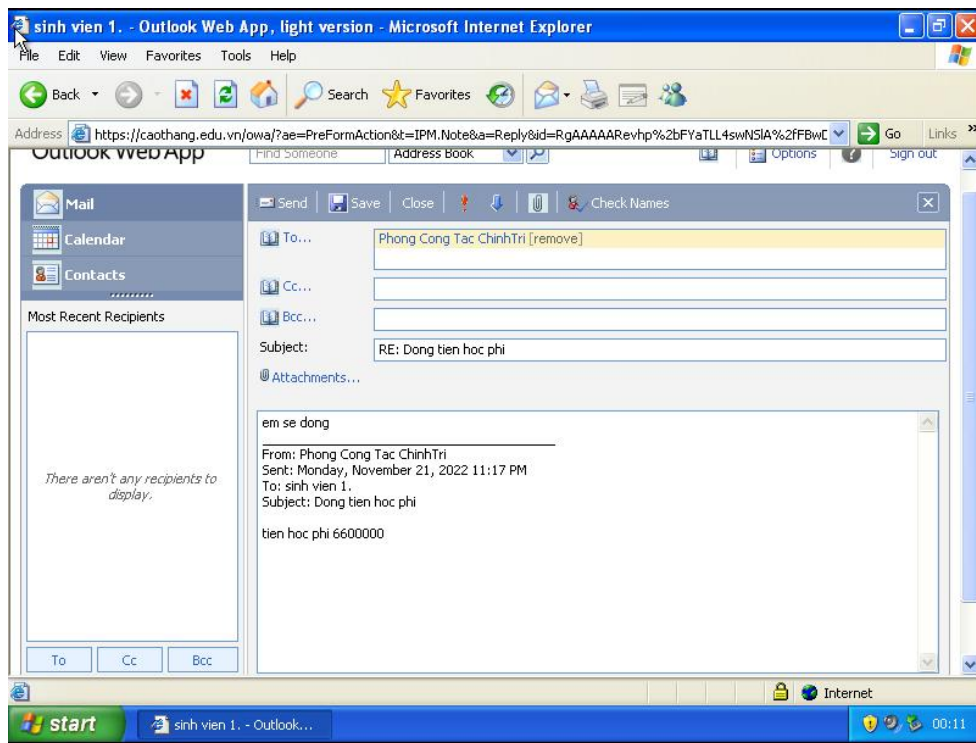 sinh vien 1. - Outlook Web App, light version - Microsoft Internet Explorer
File Edit View Favorites Tools Help
Back Search Favorites
Address https://caothang.edu.vn/owa/?ae=PreFormAction&t=IPM.Note&a=Reply&id=RgAAAAARevhp%2bFYaTLL4swNSlA%2fFBwD Go Links »
Outlook Web App Find Someone Address Book Options Sign out
Mail
Calendar
Contacts
Most Recent Recipients
There aren't any recipients to
display.
To Cc Bcc
Send Save Close Check Names
To... Phong Cong Tac ChinhTri [remove]
Cc...
Bcc...
Subject: RE: Dong tien hoc phi
Attachments...
em se dong
From: Phong Cong Tac ChinhTri
Sent: Monday, November 21, 2022 11:17 PM
To: sinh vien 1.
Subject: Dong tien hoc phi
tien hoc phi 6600000
Internet
start sinh vien 1. - Outlook... 00:11